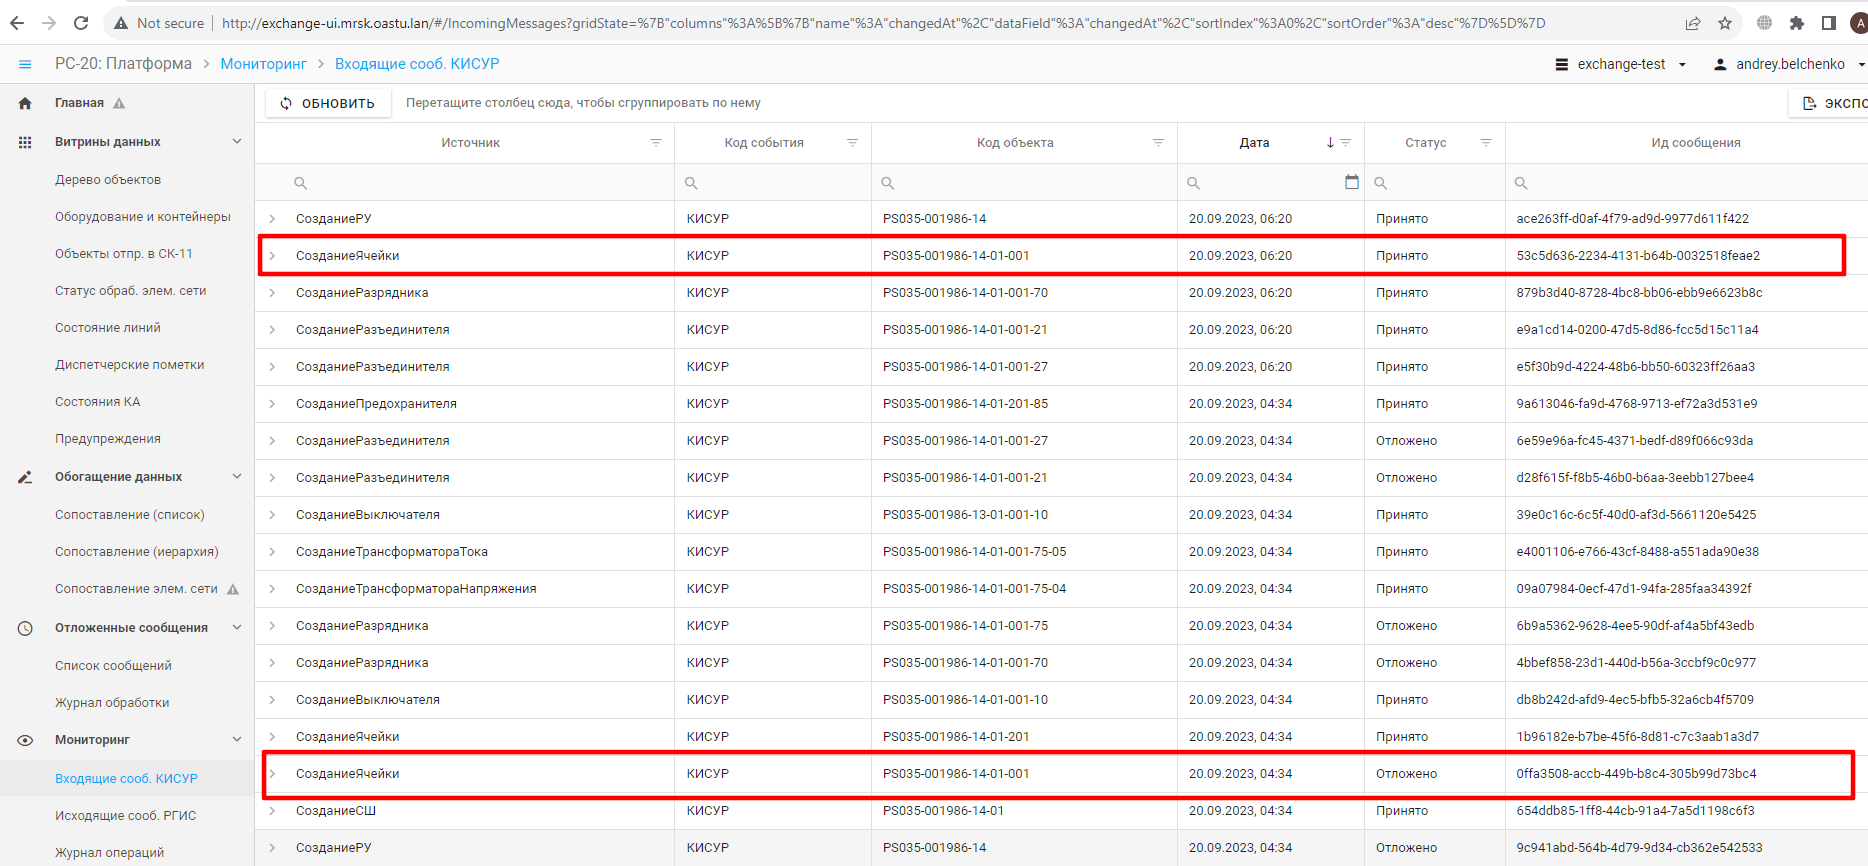 Not secure | http://exchange-ui.mrsk.oastu.lan/#/IncomingMessages?gridState=%7B"columns"%3A%5B%7B"name"%3A"changedAt"%2C"dataField"%3A"changedAt"%2C"sortIndex"%3A0%2C"sortOrder"%3A"desc"%7D%5D%7D
A
РС-20: Платформа > Мониторинг > Входящие сооб. КИСУР
exchange-test
andrey.belchenko
Главная
Витрины данных
Дерево объектов
Оборудование и контейнеры
Объекты отпр. в СК-11
Статус обраб. элем. сети
Состояние линий
Диспетчерские пометки
Состояния КА
Предупреждения
Обогащение данных
Сопоставление (список)
Сопоставление (иерархия)
Сопоставление элем. сети
Отложенные сообщения
Список сообщений
Журнал обработки
Мониторинг
Входящие сооб. КИСУР
Исходящие сооб. РГИС
Журнал операций
ОБНОВИТЬ
Перетащите столбец сюда, чтобы сгруппировать по нему
ЭКСПО
Источник Код события Код объекта Дата Статус Ид сообщения
СозданиеРУ КИСУР PS035-001986-14 20.09.2023, 06:20 Принято ace263ff-d0af-4f79-ad9d-9977d611f422
СозданиеЯчейки КИСУР PS035-001986-14-01-001 20.09.2023, 06:20 Принято 53c5d636-2234-4131-b64b-0032518feae2
СозданиеРазрядника КИСУР PS035-001986-14-01-001-70 20.09.2023, 06:20 Принято 879b3d40-8728-4bc8-bb06-ebb9e6623b8c
СозданиеРазъединителя КИСУР PS035-001986-14-01-001-21 20.09.2023, 06:20 Принято e9a1cd14-0200-47d5-8d86-fcc5d15c11a4
СозданиеРазъединителя КИСУР PS035-001986-14-01-001-27 20.09.2023, 06:20 Принято e5f30b9d-4224-48b6-bb50-60323ff26aa3
СозданиеПредохранителя КИСУР PS035-001986-14-01-201-85 20.09.2023, 04:34 Принято 9a613046-fa9d-4768-9713-ef72a3d531e9
СозданиеРазъединителя КИСУР PS035-001986-14-01-001-27 20.09.2023, 04:34 Отложено 6e59e96a-fc45-4371-bedf-d89f066c93da
СозданиеРазъединителя КИСУР PS035-001986-14-01-001-21 20.09.2023, 04:34 Отложено d28f615f-f8b5-46b0-b6aa-3eebb127bee4
СозданиеВыключателя КИСУР PS035-001986-13-01-001-10 20.09.2023, 04:34 Принято 39e0c16c-6c5f-40d0-af3d-5661120e5425
СозданиеТрансформатораТока КИСУР PS035-001986-14-01-001-75-05 20.09.2023, 04:34 Принято e4001106-e766-43cf-8488-a551ada90e38
СозданиеТрансформатораНапряжения КИСУР PS035-001986-14-01-001-75-04 20.09.2023, 04:34 Принято 09a07984-0ecf-47d1-94fa-285faa34392f
СозданиеРазрядника КИСУР PS035-001986-14-01-001-75 20.09.2023, 04:34 Отложено 6b9a5362-9628-4ee5-90df-af4a5bf43edb
СозданиеРазрядника КИСУР PS035-001986-14-01-001-70 20.09.2023, 04:34 Отложено 4bbef858-23d1-440d-b56a-3ccbf9c0c977
СозданиеВыключателя КИСУР PS035-001986-14-01-001-10 20.09.2023, 04:34 Принято db8b242d-afd9-4ec5-bfb5-32a6cb4f5709
СозданиеЯчейки КИСУР PS035-001986-14-01-201 20.09.2023, 04:34 Принято 1b96182e-b7be-45f6-8d81-c7c3aab1a3d7
СозданиеЯчейки КИСУР PS035-001986-14-01-001 20.09.2023, 04:34 Отложено 0ffa3508-accb-449b-b8c4-305b99d73bc4
СозданиеСШ КИСУР PS035-001986-14-01 20.09.2023, 04:34 Принято 654ddb85-1ff8-44cb-91a4-7a5d1198c6f3
СозданиеРУ КИСУР PS035-001986-14 20.09.2023, 04:34 Отложено 9c941abd-564b-4d79-9d34-cb362e542533